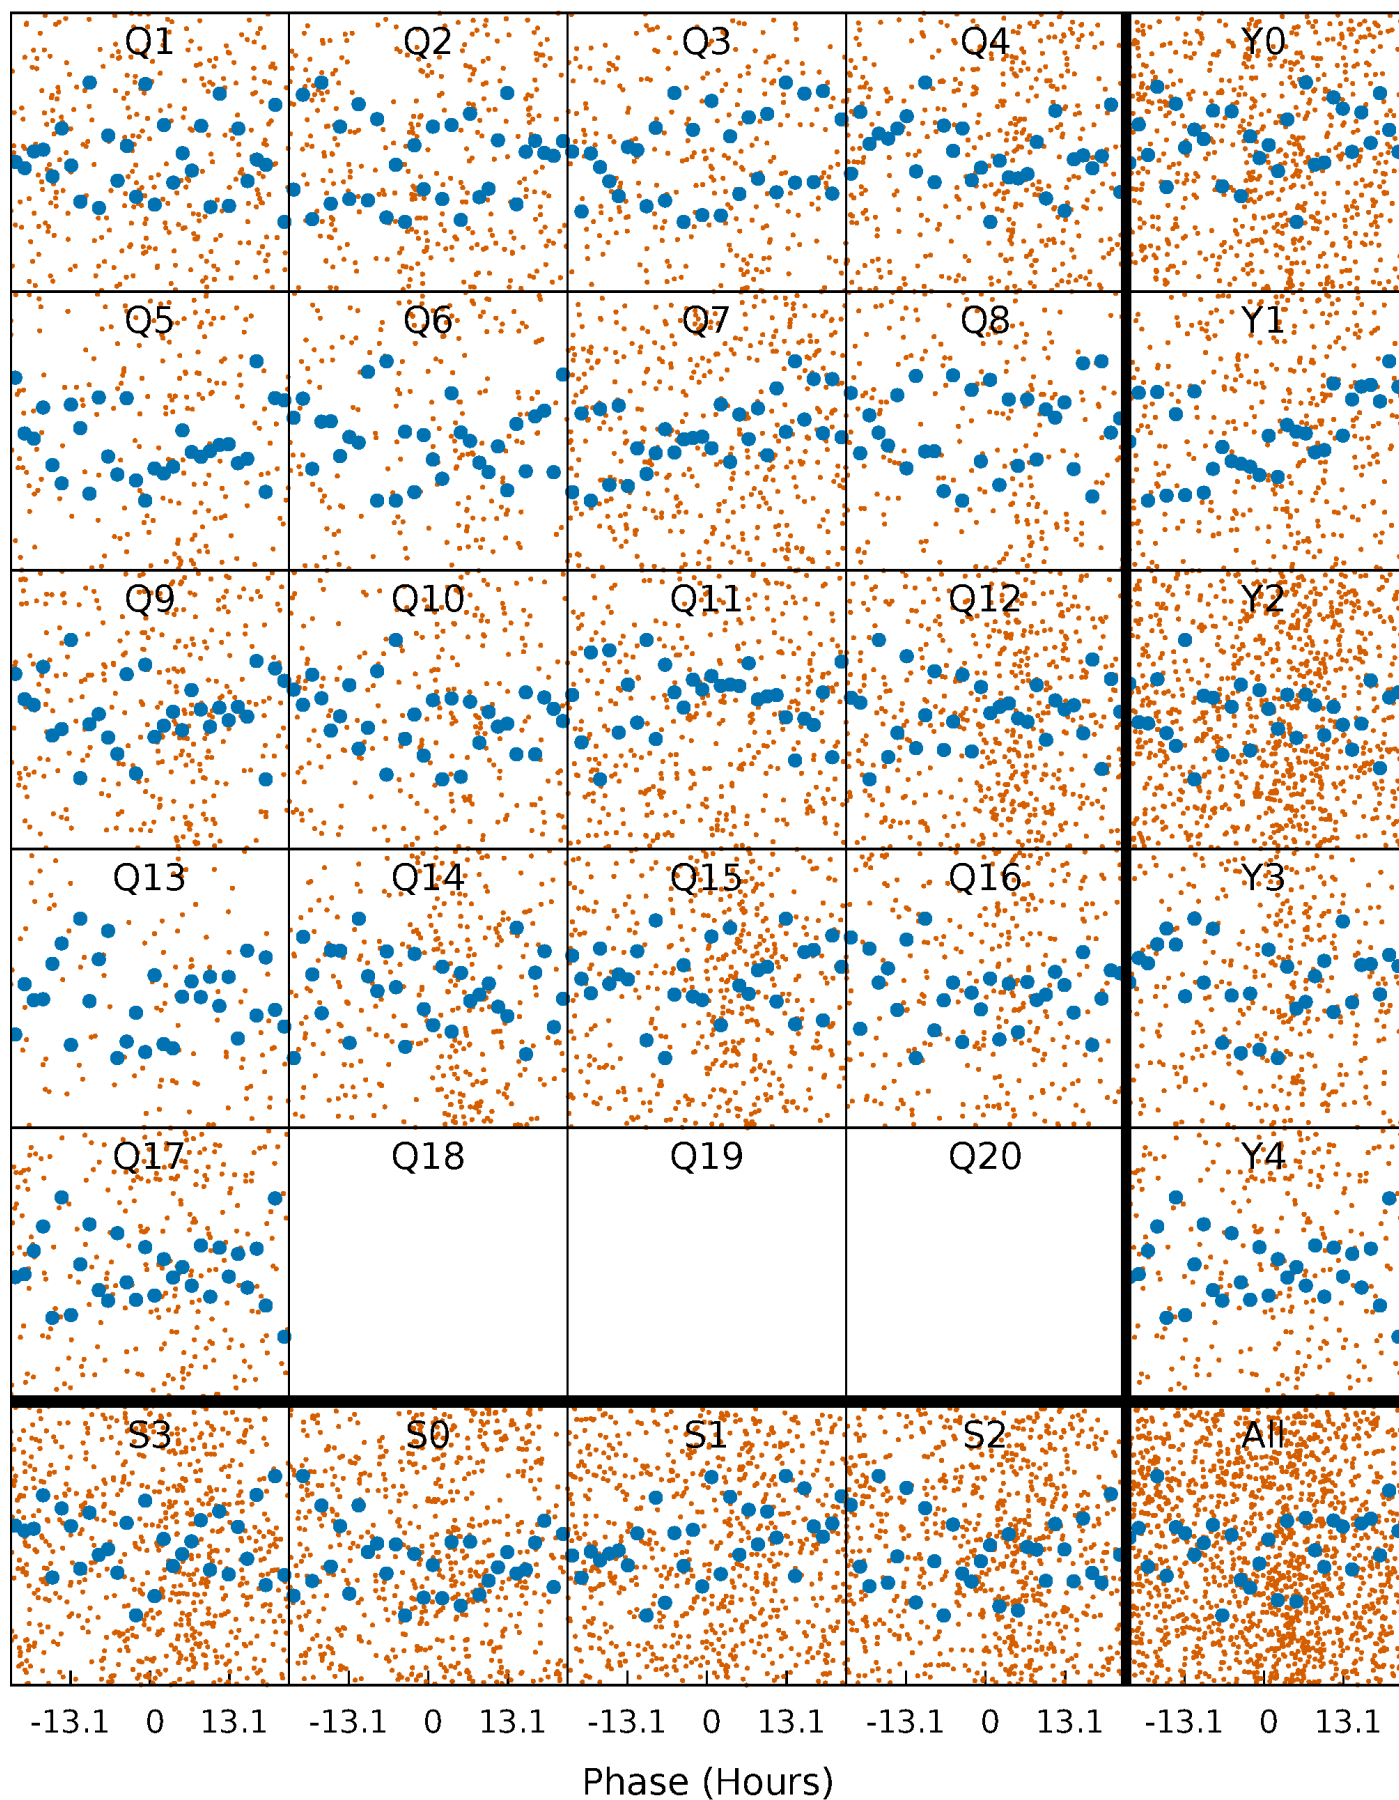 Q1 Q2 Q3 Q4 Y0
Q5 Q6 Q7 Q8 Y1
Q9 Q10 Q11 Q12 Y2
Q13 Q14 Q15 Q16 Y3
Q17 Q18 Q19 Q20 Y4
S3 S0 S1 S2 All
-13.1 0 13.1 -13.1 0 13.1 -13.1 0 13.1 -13.1 0 13.1 -13.1 0 13.1
Phase (Hours)